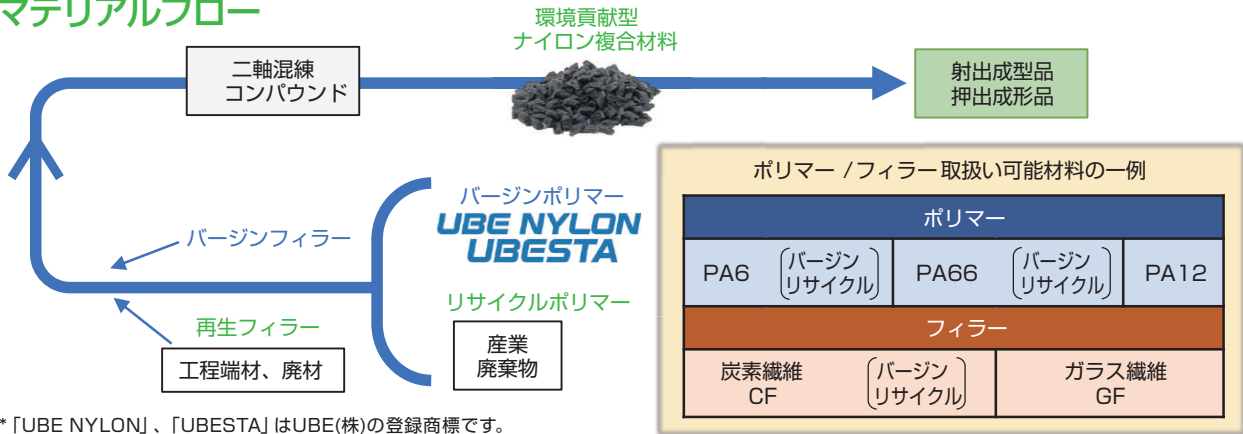 マテリアルフロー
環境貢献型
ナイロン複合材料
二軸混練
コンパウンド
射出成型品
押出成形品
バージンポリマー
UBE NYLON
UBESTA
バージンフィラー
リサイクルポリマー
産業
廃棄物
再生フィラー
工程端材、廃材
ポリマー /フィラー取扱い可能材料の一例
ポリマー
PA6 (バージン リサイクル) PA66 (バージン リサイクル) PA12
フィラー
炭素繊維 CF (バージン リサイクル) ガラス繊維 GF
*「UBE NYLON」、「UBESTA」はUBE(株)の登録商標です。